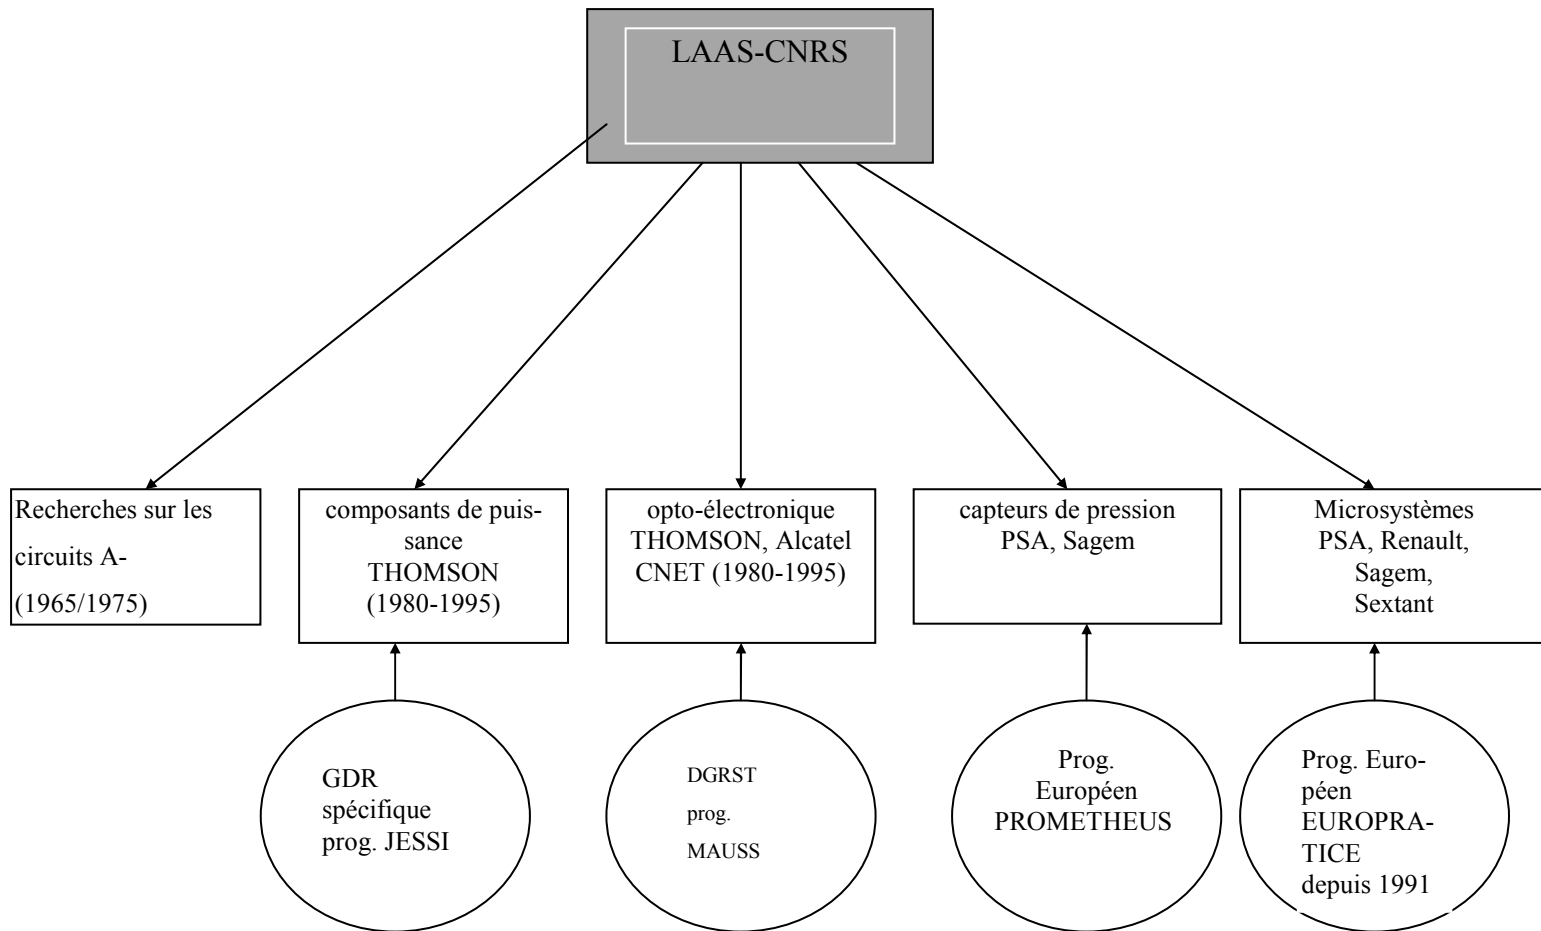 LAAS-CNRS
Recherches sur les
circuits A-
(1965/1975)
composants de puis-
sance
THOMSON
(1980-1995)
opto-électronique
THOMSON, Alcatel
CNET (1980-1995)
capteurs de pression
PSA, Sagem
Microsystèmes
PSA, Renault,
Sagem,
Sextant
GDR
spécifique
prog. JESSI
DGRST
prog.
MAUSS
Prog.
Européen
PROMETHEUS
Prog. Euro-
péen
EUROPRA-
TICE
depuis 1991